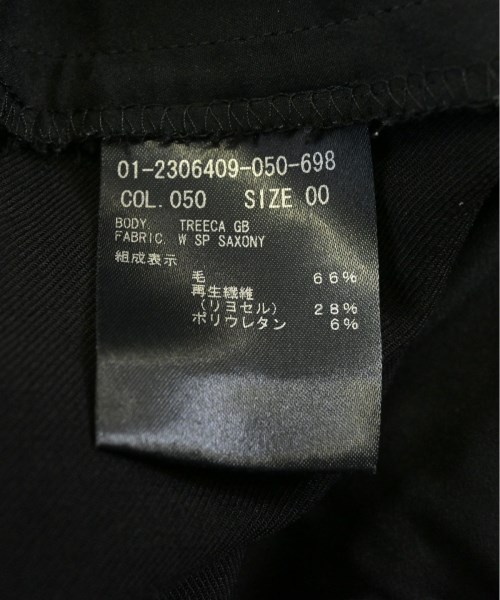 01-2306409-050-698
COL. 050 SIZE 00
BODY. TREECA GB
FABRIC. W SP SAXONY
組成表示
毛 66%
再生繊維
(リヨセル) 28%
ポリウレタン 6%